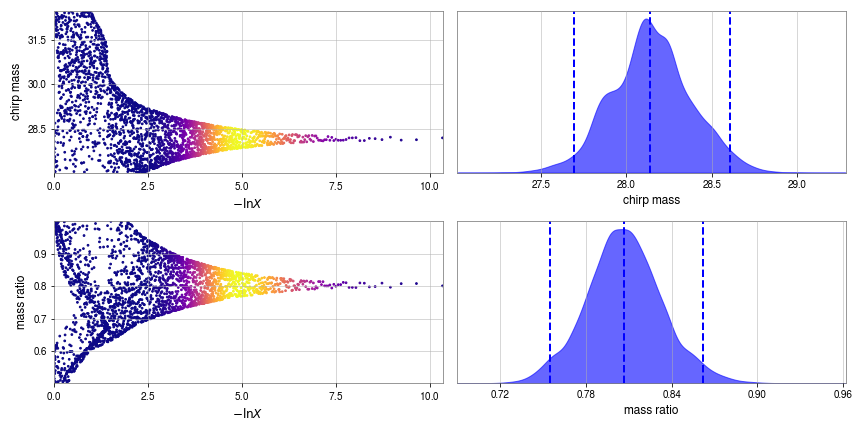 chirp mass
31.5
30.0
28.5
0.0 2.5 5.0 7.5 10.0
−lnX
27.5 28.0 28.5 29.0
chirp mass
mass ratio
0.9
0.8
0.7
0.6
0.0 2.5 5.0 7.5 10.0
−lnX
0.72 0.78 0.84 0.90 0.96
mass ratio